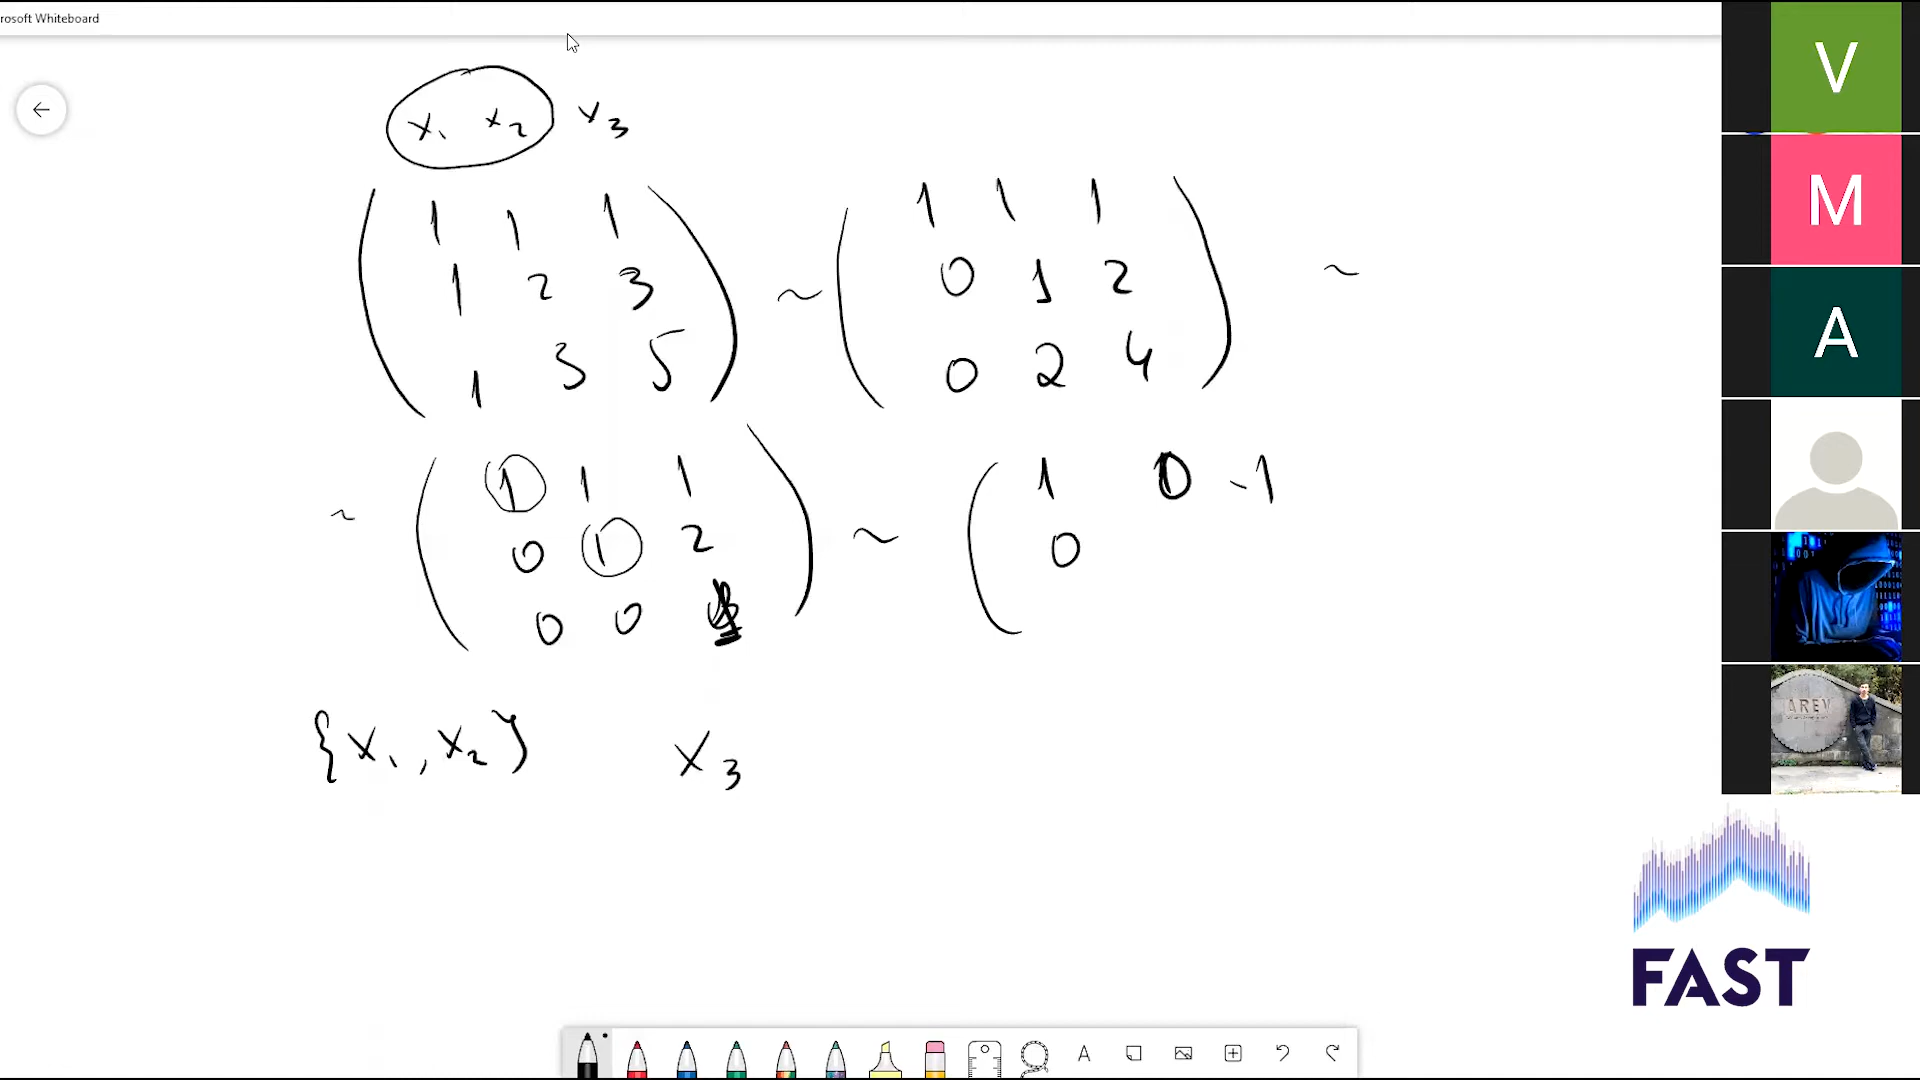 rosoft Whiteboard
x₁ x₂ x₃
1 1 1
1 2 3
1 3 5
~
1 1 1
0 1 2
0 2 4
~
~
1 1 1
0 1 2
0 0
~
1 0 -1
0
{x₁, x₂} x₃
V
M
A
AREV
FAST
A